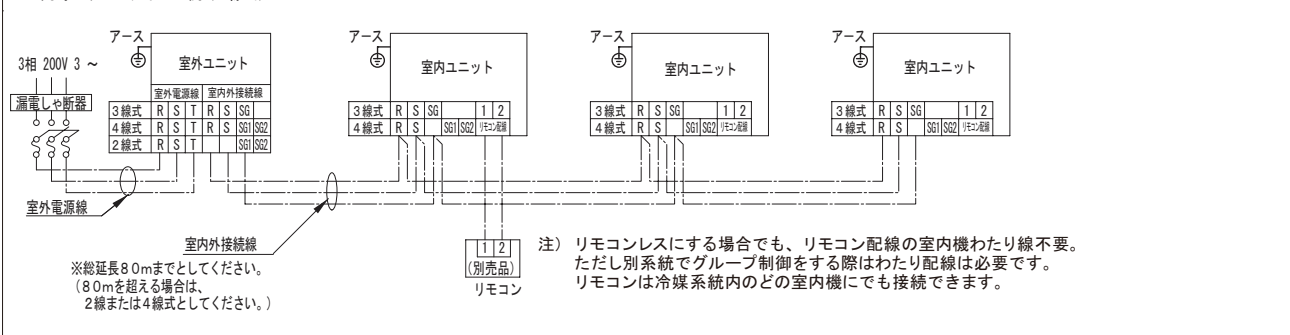 アース
3相 200V 3 ～
漏電しゃ断器
室外ユニット
室外電源線 室内外接続線
3線式 R S T R S SG
4線式 R S T R S SG1 SG2
2線式 R S T SG1 SG2
室外電源線
室内外接続線
※総延長80mまでとしてください。
(80mを超える場合は、
2線または4線式としてください。)
アース
室内ユニット
3線式 R S SG 1 2
4線式 R S SG1 SG2 リモコン配線
1 2
(別売品)
リモコン
アース
室内ユニット
3線式 R S SG 1 2
4線式 R S SG1 SG2 リモコン配線
アース
室内ユニット
3線式 R S SG 1 2
4線式 R S SG1 SG2 リモコン配線
注) リモコンレスにする場合でも、リモコン配線の室内機わたり線不要。
ただし別系統でグループ制御をする際はわたり配線は必要です。
リモコンは冷媒系統内のどの室内機にでも接続できます。